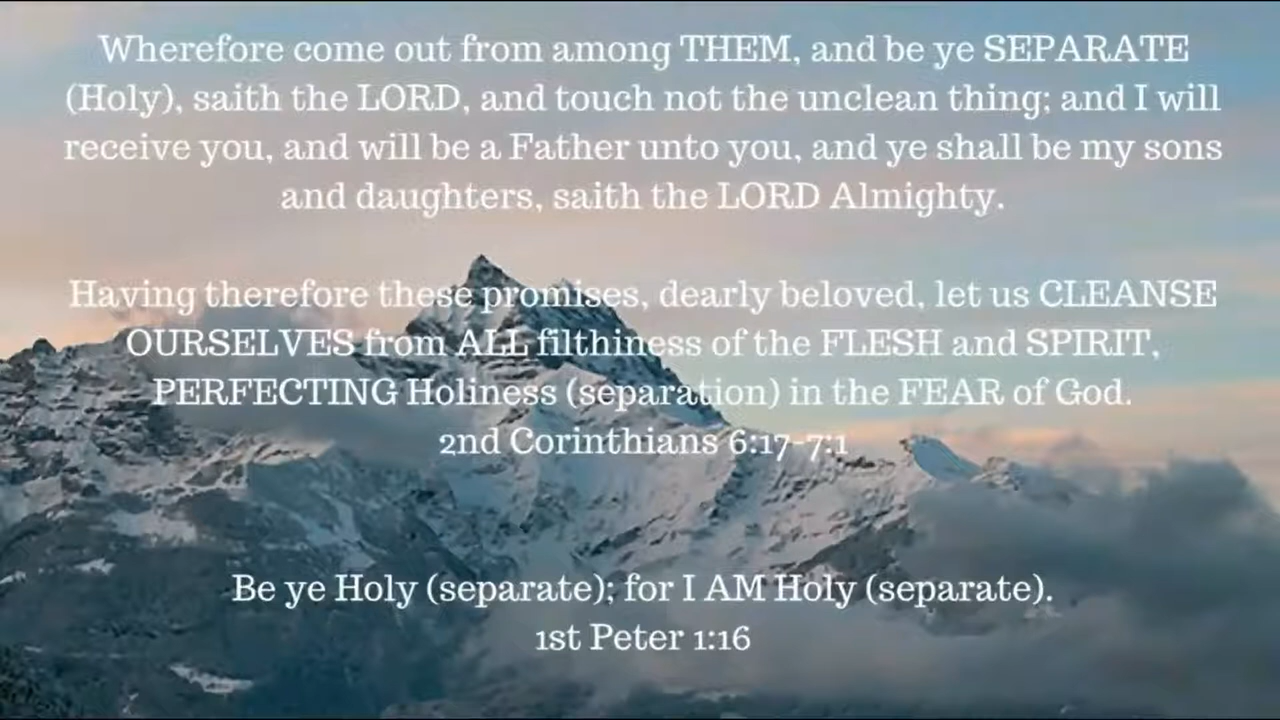 Wherefore come out from among THEM, and be ye SEPARATE
(Holy), saith the LORD, and touch not the unclean thing; and I will
receive you, and will be a Father unto you, and ye shall be my sons
and daughters, saith the LORD Almighty.
Having therefore these promises, dearly beloved, let us CLEANSE
OURSELVES from ALL filthiness of the FLESH and SPIRIT,
PERFECTING Holiness (separation) in the FEAR of God.
2nd Corinthians 6:17-7:1
Be ye Holy (separate); for I AM Holy (separate).
1st Peter 1:16